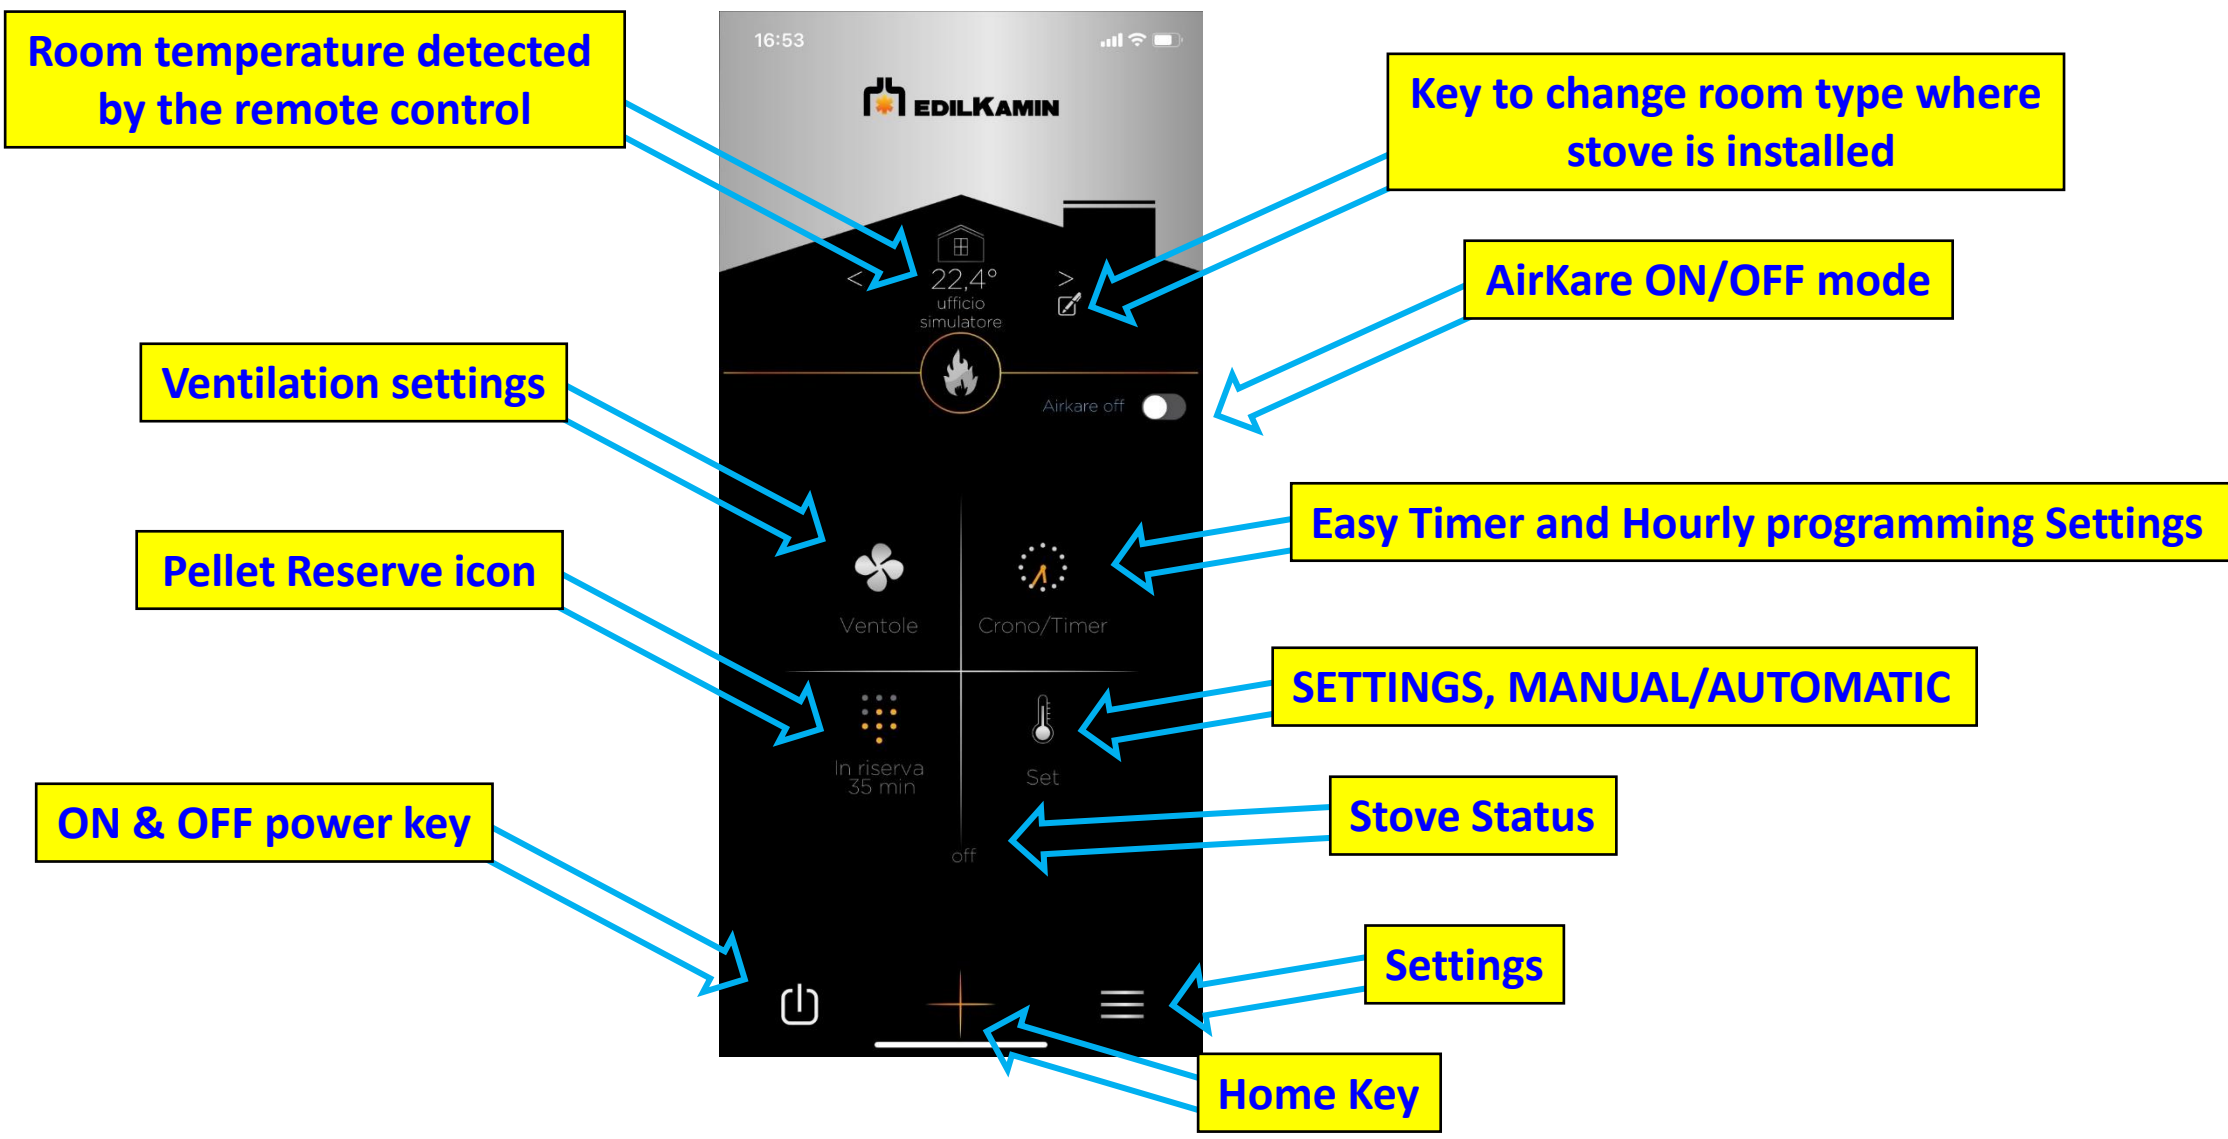 Room temperature detected
by the remote control
16:53
EDILKAMIN
Key to change room type where
stove is installed
AirKare ON/OFF mode
< 22,4° >
ufficio
simulatore
Ventilation settings
Airkare off
Easy Timer and Hourly programming Settings
Pellet Reserve icon
Ventole
Crono/Timer
SETTINGS, MANUAL/AUTOMATIC
In riserva
35 min
Set
ON & OFF power key
Stove Status
off
Settings
Home Key